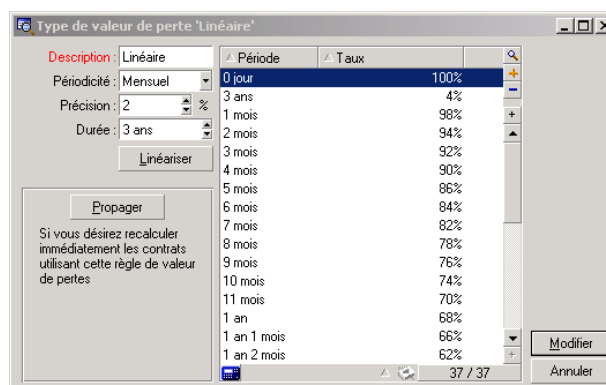 Type de valeur de perte 'Linéaire'
Description : Linéaire
Périodicité : Mensuel
Précision : 2 %
Durée : 3 ans
Linéariser
Propager
Si vous désirez recalculer
immédiatement les contrats
utilisant cette règle de valeur
de pertes
Période Taux
0 jour 100%
3 ans 4%
1 mois 98%
2 mois 94%
3 mois 92%
4 mois 90%
5 mois 86%
6 mois 84%
7 mois 82%
8 mois 78%
9 mois 76%
10 mois 74%
11 mois 70%
1 an 68%
1 an 1 mois 66%
1 an 2 mois 62%
37 / 37
Modifier
Annuler